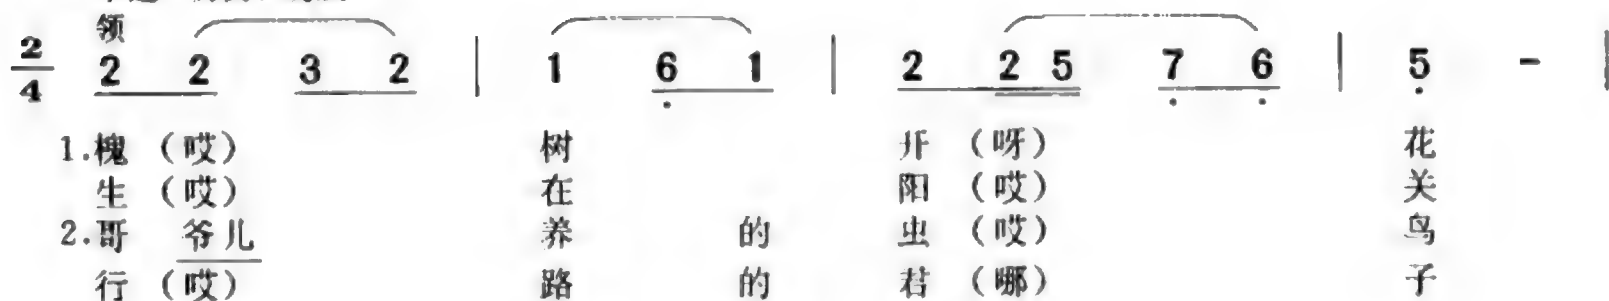 领
2/4 2 2 3 2 | 1 6̣ 1 | 2 2 5 7̣ 6̣ | 5̣ - |
1.槐（哎） 树 开（呀） 花
生（哎） 在 阳（哎） 关
2.哥 爷儿 养 的 虫（哎） 鸟
行（哎） 路 的 君（哪） 子